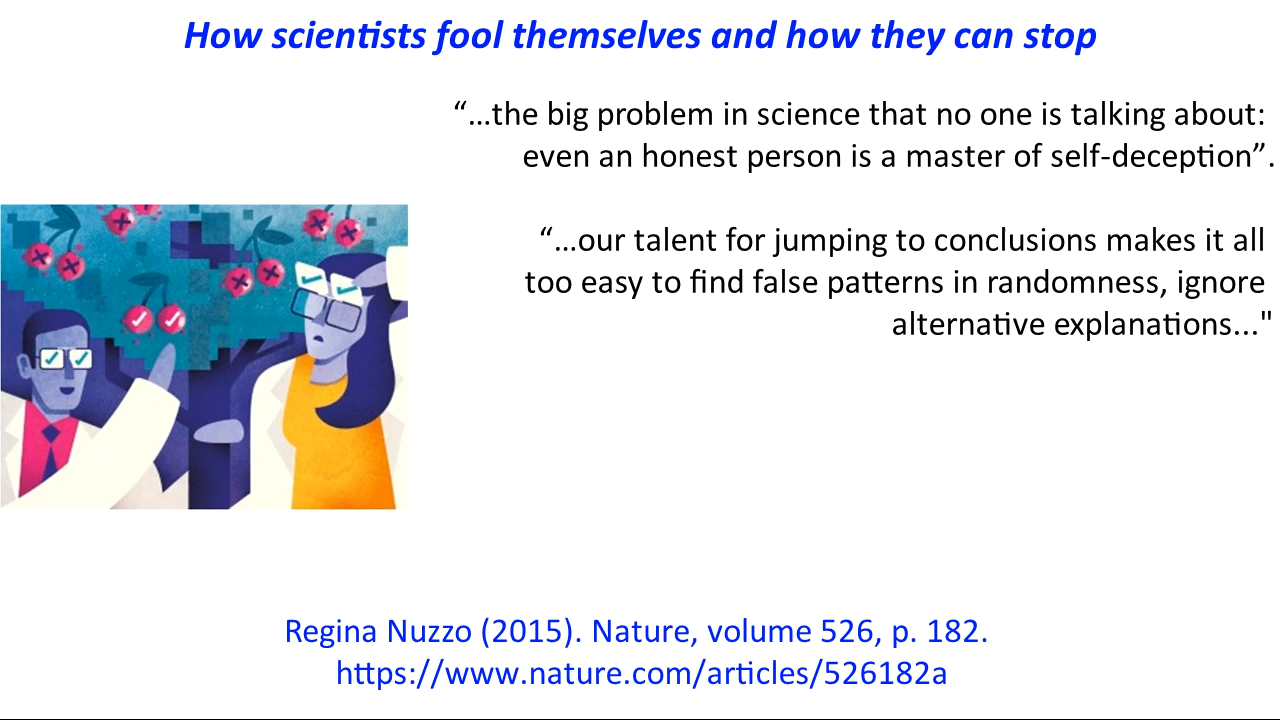 How scientists fool themselves and how they can stop
“…the big problem in science that no one is talking about:
even an honest person is a master of self-deception”.
“…our talent for jumping to conclusions makes it all
too easy to find false patterns in randomness, ignore
alternative explanations..."
Regina Nuzzo (2015). Nature, volume 526, p. 182.
https://www.nature.com/articles/526182a